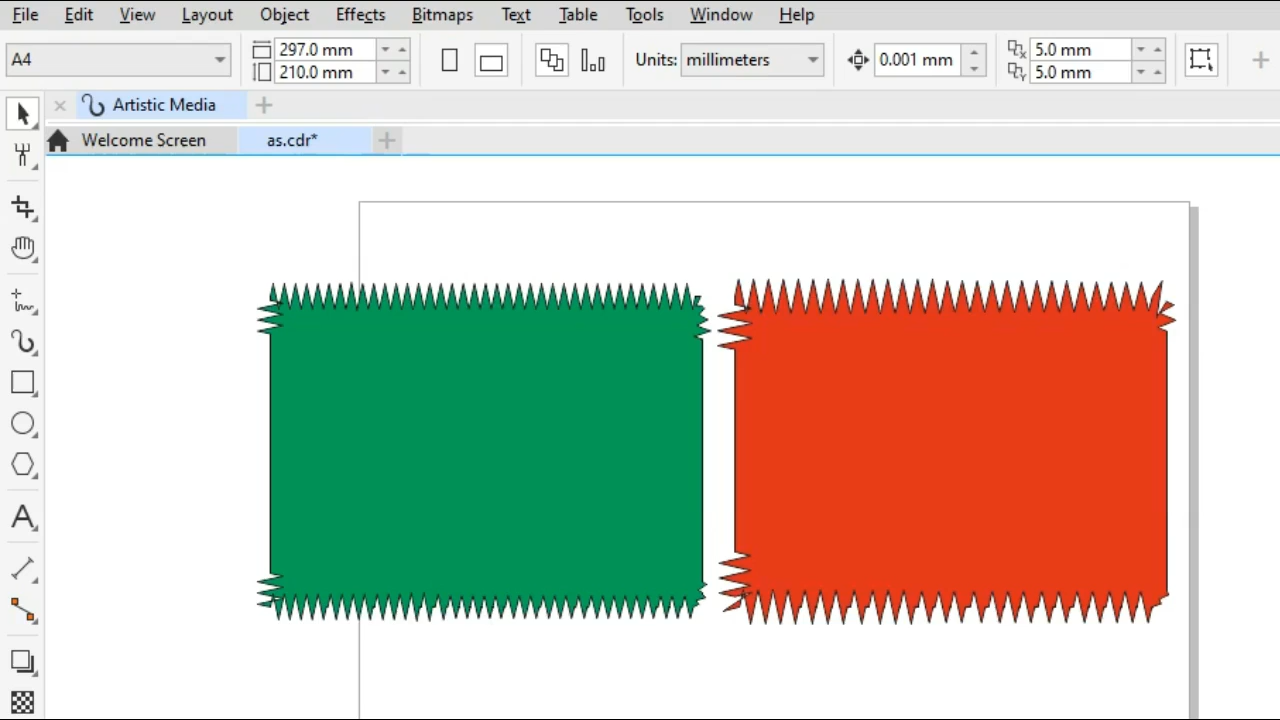 File Edit View Layout Object Effects Bitmaps Text Table Tools Window Help
A4 297.0 mm Units: millimeters 0.001 mm 5.0 mm
210.0 mm 5.0 mm
Artistic Media
Welcome Screen as.cdr*